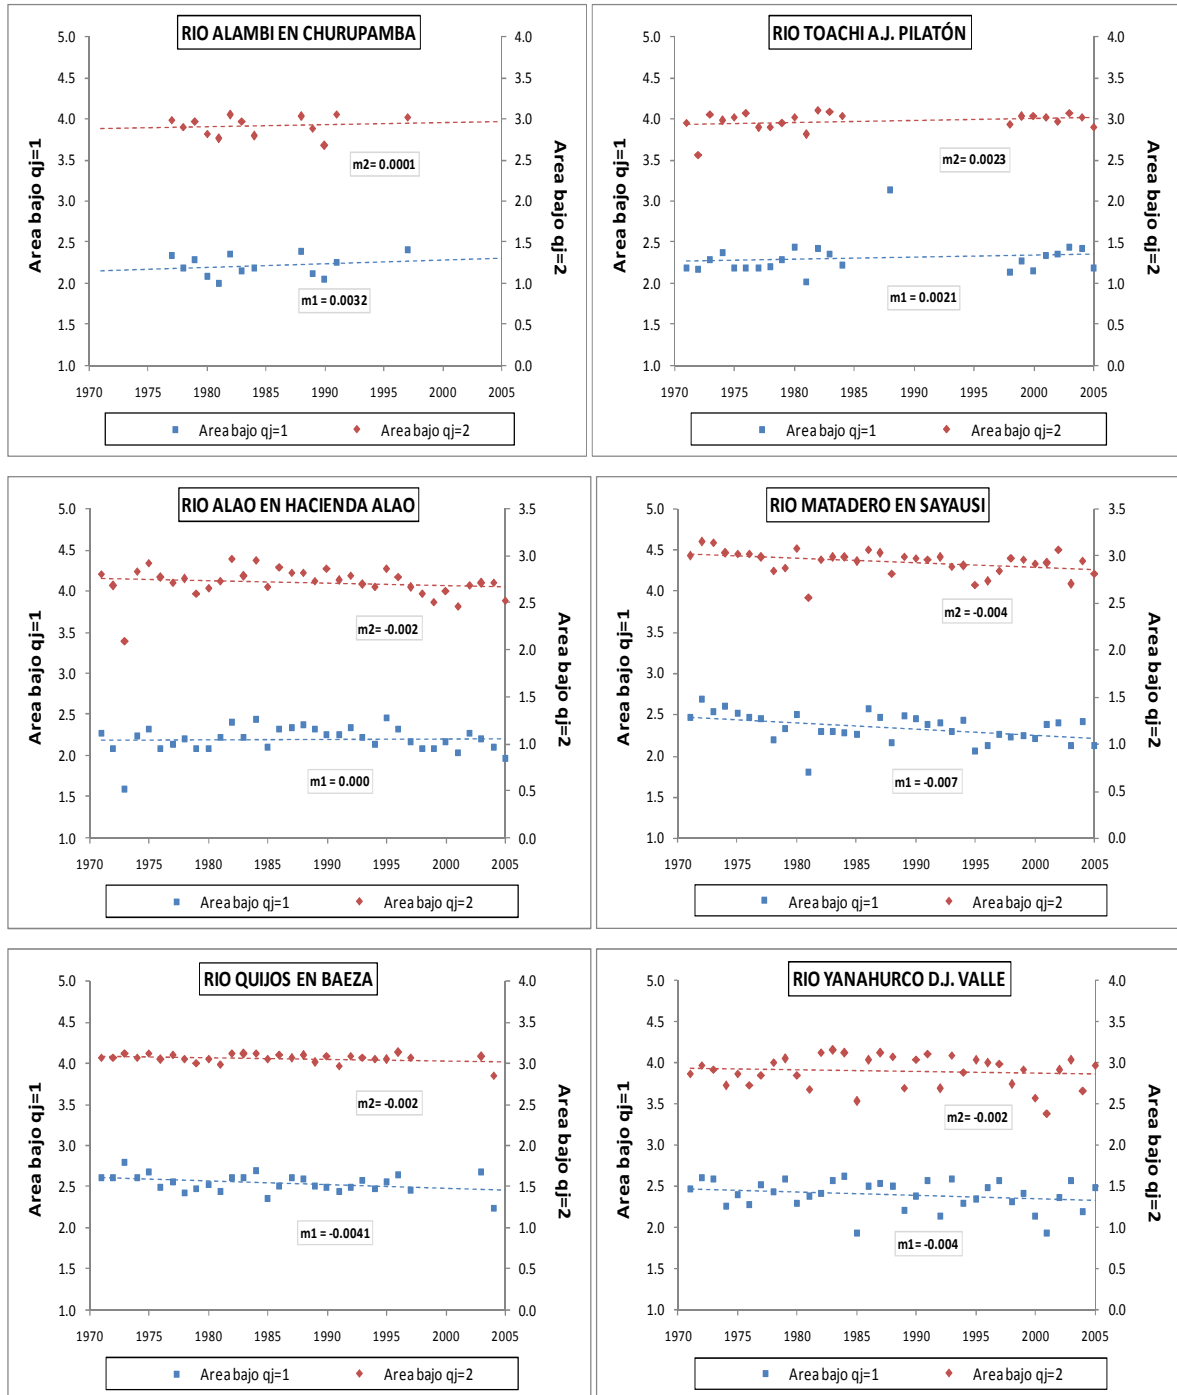 RIO ALAMBI EN CHURUPAMBA
Area bajo qj=1
5.0
4.5
4.0
3.5
3.0
2.5
2.0
1.5
1.0
4.0
3.5
3.0
2.5
2.0
1.5
1.0
0.5
0.0
Area bajo qj=2
m2= 0.0001
m1 = 0.0032
1970 1975 1980 1985 1990 1995 2000 2005
Area bajo qj=1 Area bajo qj=2
RIO TOACHI A.J. PILATÓN
Area bajo qj=1
5.0
4.5
4.0
3.5
3.0
2.5
2.0
1.5
1.0
4.0
3.5
3.0
2.5
2.0
1.5
1.0
0.5
0.0
Area bajo qj=2
m2= 0.0023
m1 = 0.0021
1970 1975 1980 1985 1990 1995 2000 2005
Area bajo qj=1 Area bajo qj=2
RIO ALAO EN HACIENDA ALAO
Area bajo qj=1
5.0
4.5
4.0
3.5
3.0
2.5
2.0
1.5
1.0
3.5
3.0
2.5
2.0
1.5
1.0
0.5
0.0
Area bajo qj=2
m2= -0.002
m1 = 0.000
1970 1975 1980 1985 1990 1995 2000 2005
Area bajo qj=1 Area bajo qj=2
RIO MATADERO EN SAYAUSI
Area bajo qj=1
5.0
4.5
4.0
3.5
3.0
2.5
2.0
1.5
1.0
3.5
3.0
2.5
2.0
1.5
1.0
0.5
0.0
Area bajo qj=2
m2 = -0.004
m1 = -0.007
1970 1975 1980 1985 1990 1995 2000 2005
Area bajo qj=1 Area bajo qj=2
RIO QUIJOS EN BAEZA
Area bajo qj=1
5.0
4.5
4.0
3.5
3.0
2.5
2.0
1.5
1.0
4.0
3.5
3.0
2.5
2.0
1.5
1.0
0.5
0.0
Area bajo qj=2
m2= -0.002
m1 = -0.0041
1970 1975 1980 1985 1990 1995 2000 2005
Area bajo qj=1 Area bajo qj=2
RIO YANAHURCO D.J. VALLE
Area bajo qj=1
5.0
4.5
4.0
3.5
3.0
2.5
2.0
1.5
1.0
4.0
3.5
3.0
2.5
2.0
1.5
1.0
0.5
0.0
Area bajo qj=2
m2= -0.002
m1= -0.004
1970 1975 1980 1985 1990 1995 2000 2005
Area bajo qj=1 Area bajo qj=2